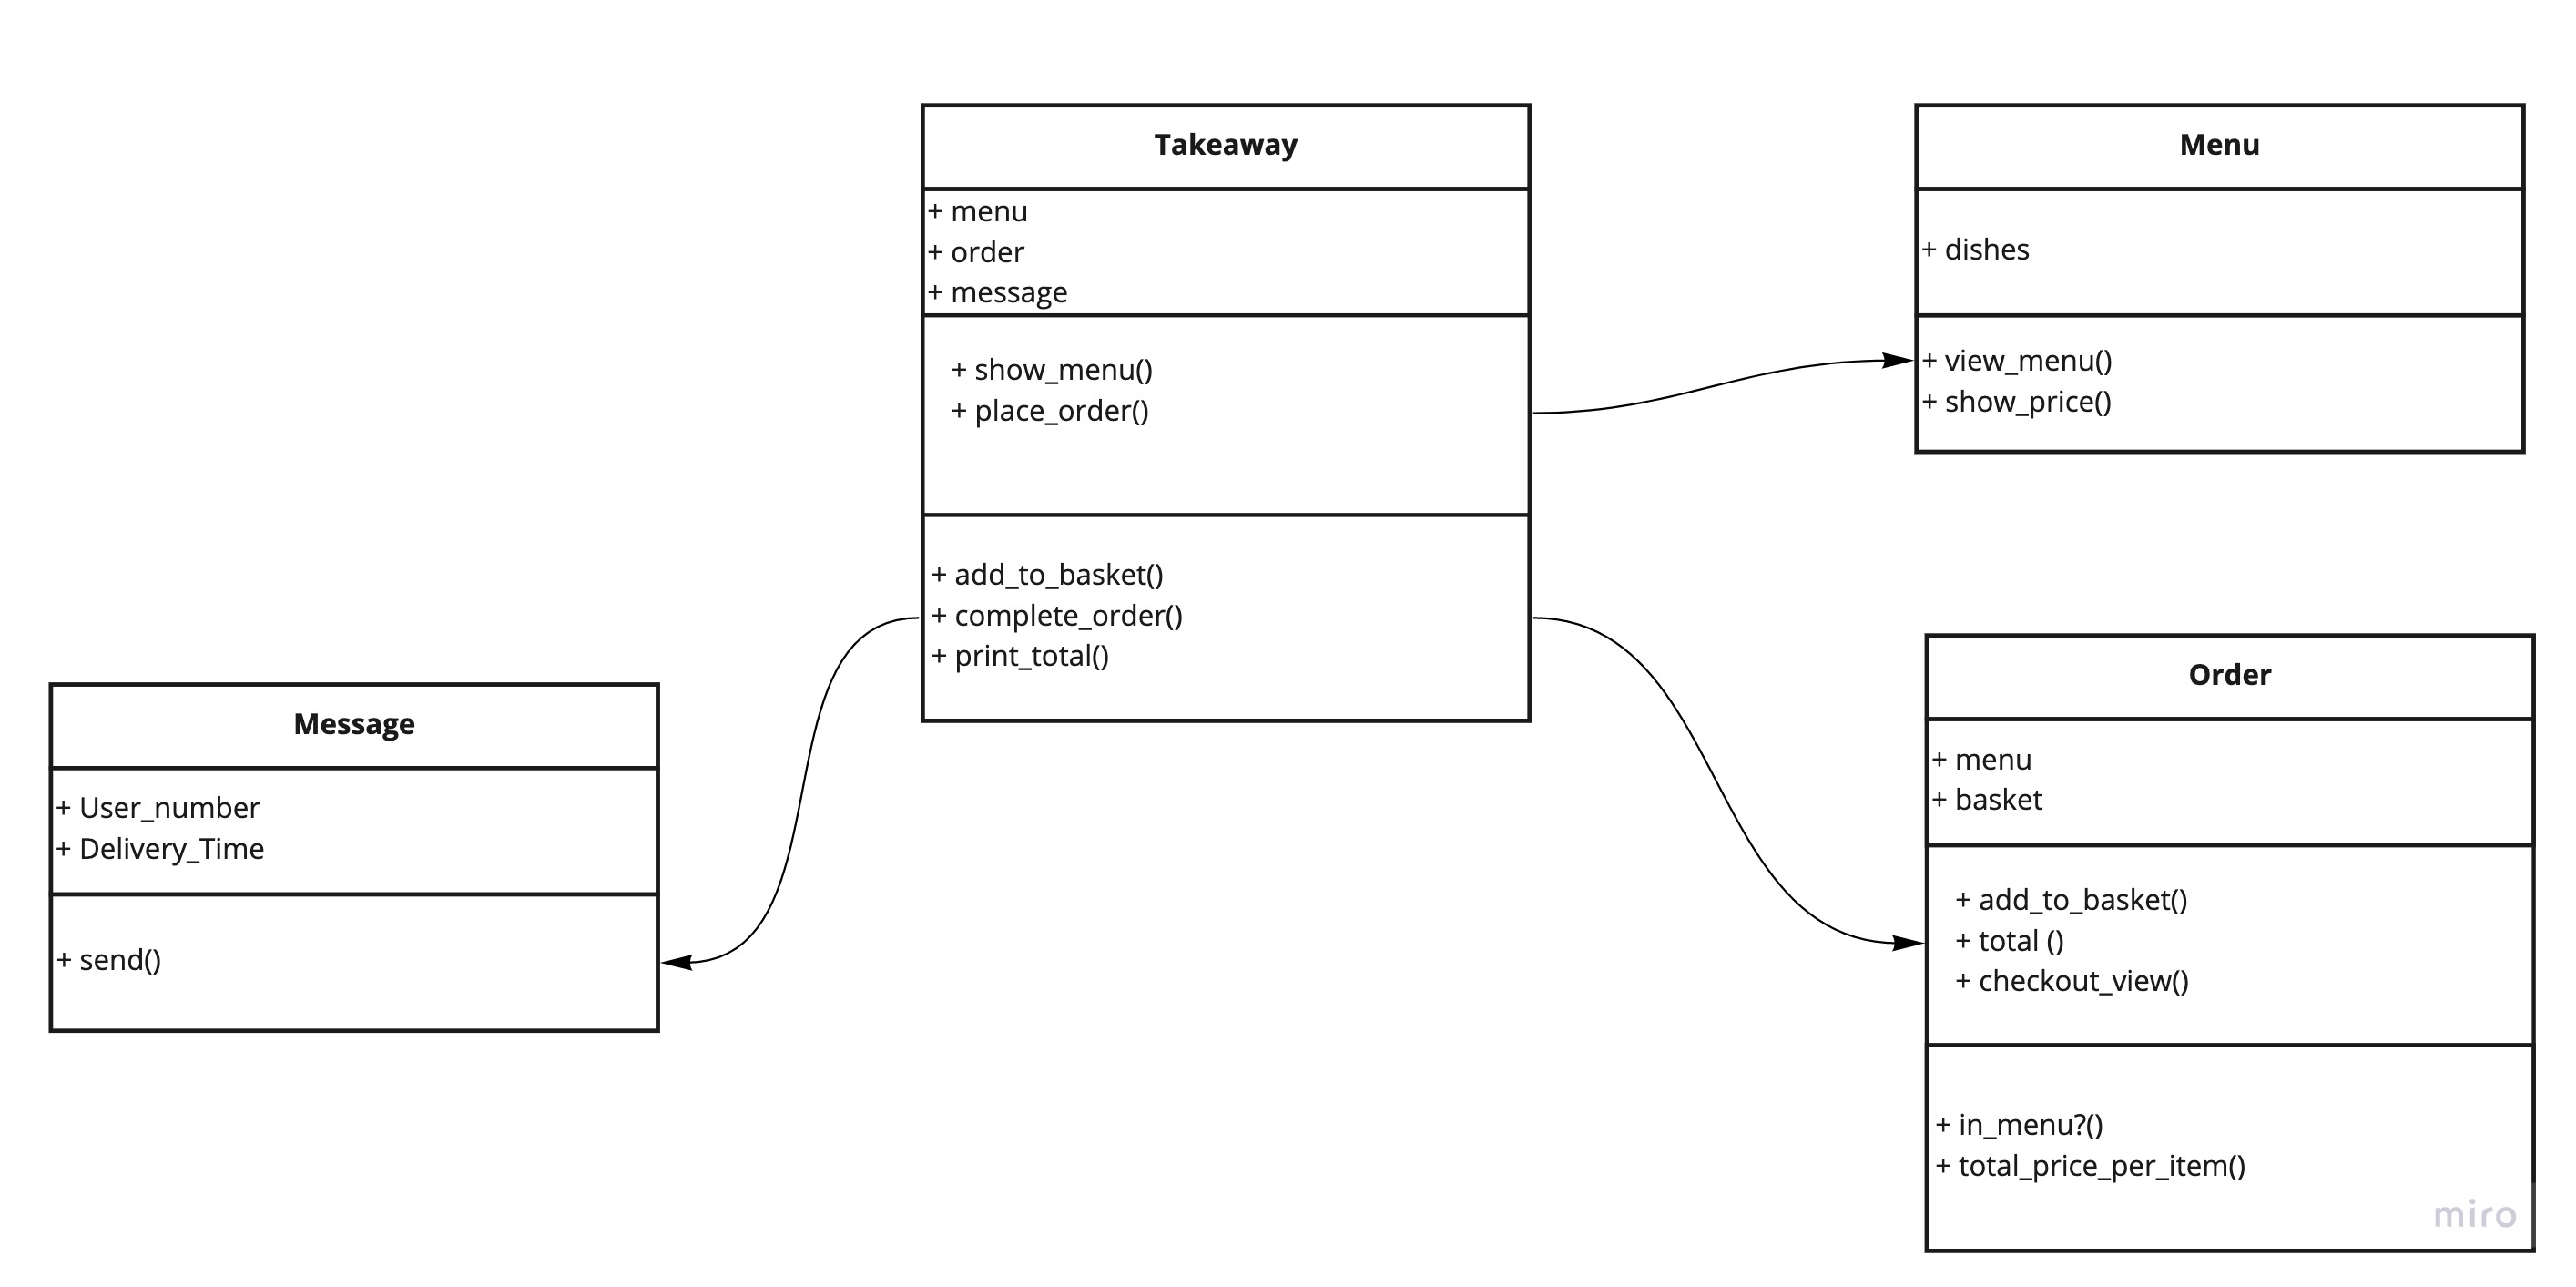 Takeaway
+ menu
+ order
+ message
+ show_menu()
+ place_order()
+ add_to_basket()
+ complete_order()
+ print_total()
Menu
+ dishes
+ view_menu()
+ show_price()
Message
+ User_number
+ Delivery_Time
+ send()
Order
+ menu
+ basket
+ add_to_basket()
+ total ()
+ checkout_view()
+ in_menu?()
+ total_price_per_item()
miro